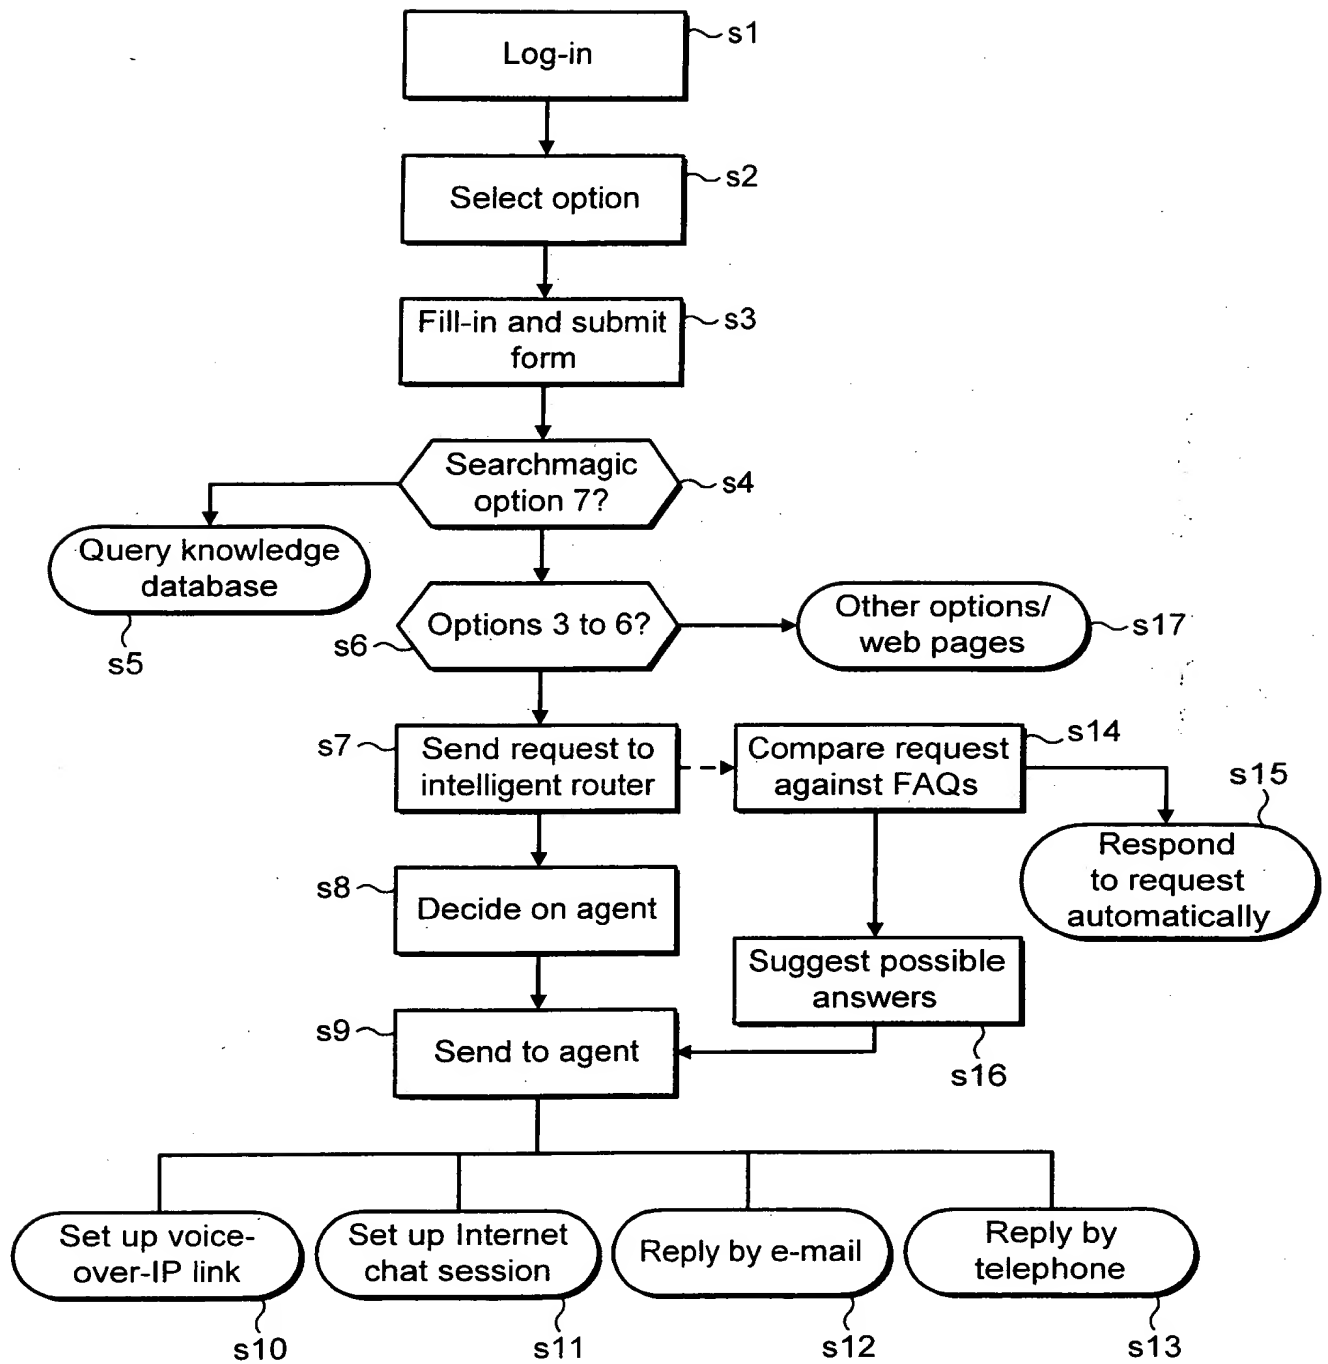 Log-in
s1
Select option
s2
Fill-in and submit
form
s3
Searchmagic
option 7?
s4
Query knowledge
database
s5
Options 3 to 6?
s6
Other options/
web pages
s17
s7
Send request to
intelligent router
Compare request
against FAQs
s14
s15
Respond
to request
automatically
s8
Decide on agent
Suggest possible
answers
s16
s9
Send to agent
Set up voice-
over-IP link
s10
Set up Internet
chat session
s11
Reply by e-mail
s12
Reply by
telephone
s13